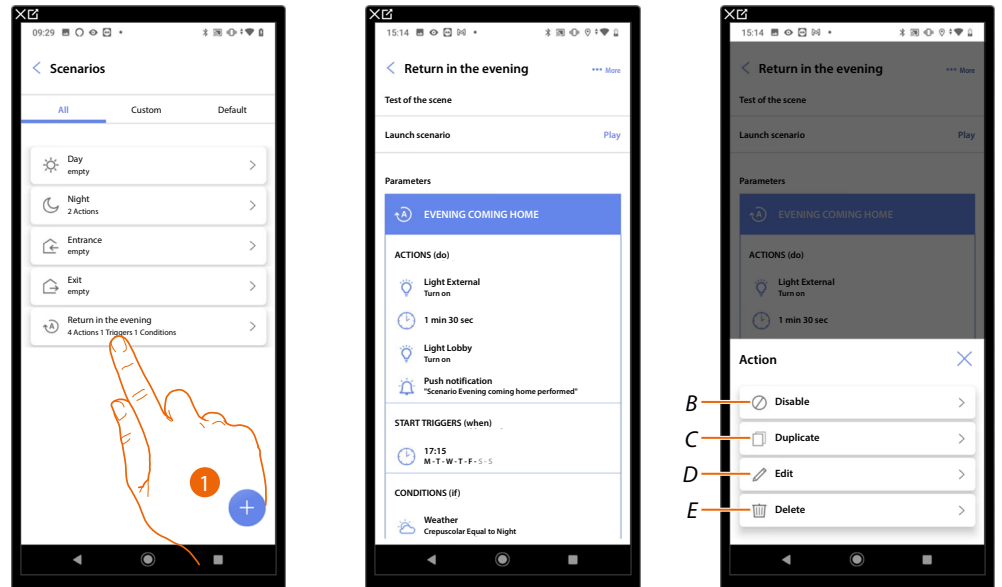 09:29
Scenarios
All Custom Default
Day
empty
Night
2 Actions
Entrance
empty
Exit
empty
A
Return in the evening
4 Actions 1 Triggers 1 Conditions
1
+
15:14
Return in the evening ••• More
Test of the scene
Launch scenario Play
Parameters
A EVENING COMING HOME
ACTIONS (do)
Light External
Turn on
1 min 30 sec
Light Lobby
Turn on
Push notification
"Scenario Evening coming home performed"
START TRIGGERS (when)
17:15
M - T - W - T - F - S - S
CONDITIONS (if)
Weather
Crepuscolar Equal to Night
15:14
Return in the evening ••• More
Test of the scene
Launch scenario Play
Parameters
A EVENING COMING HOME
ACTIONS (do)
Light External
Turn on
1 min 30 sec
Action
B Disable
C Duplicate
D Edit
E Delete